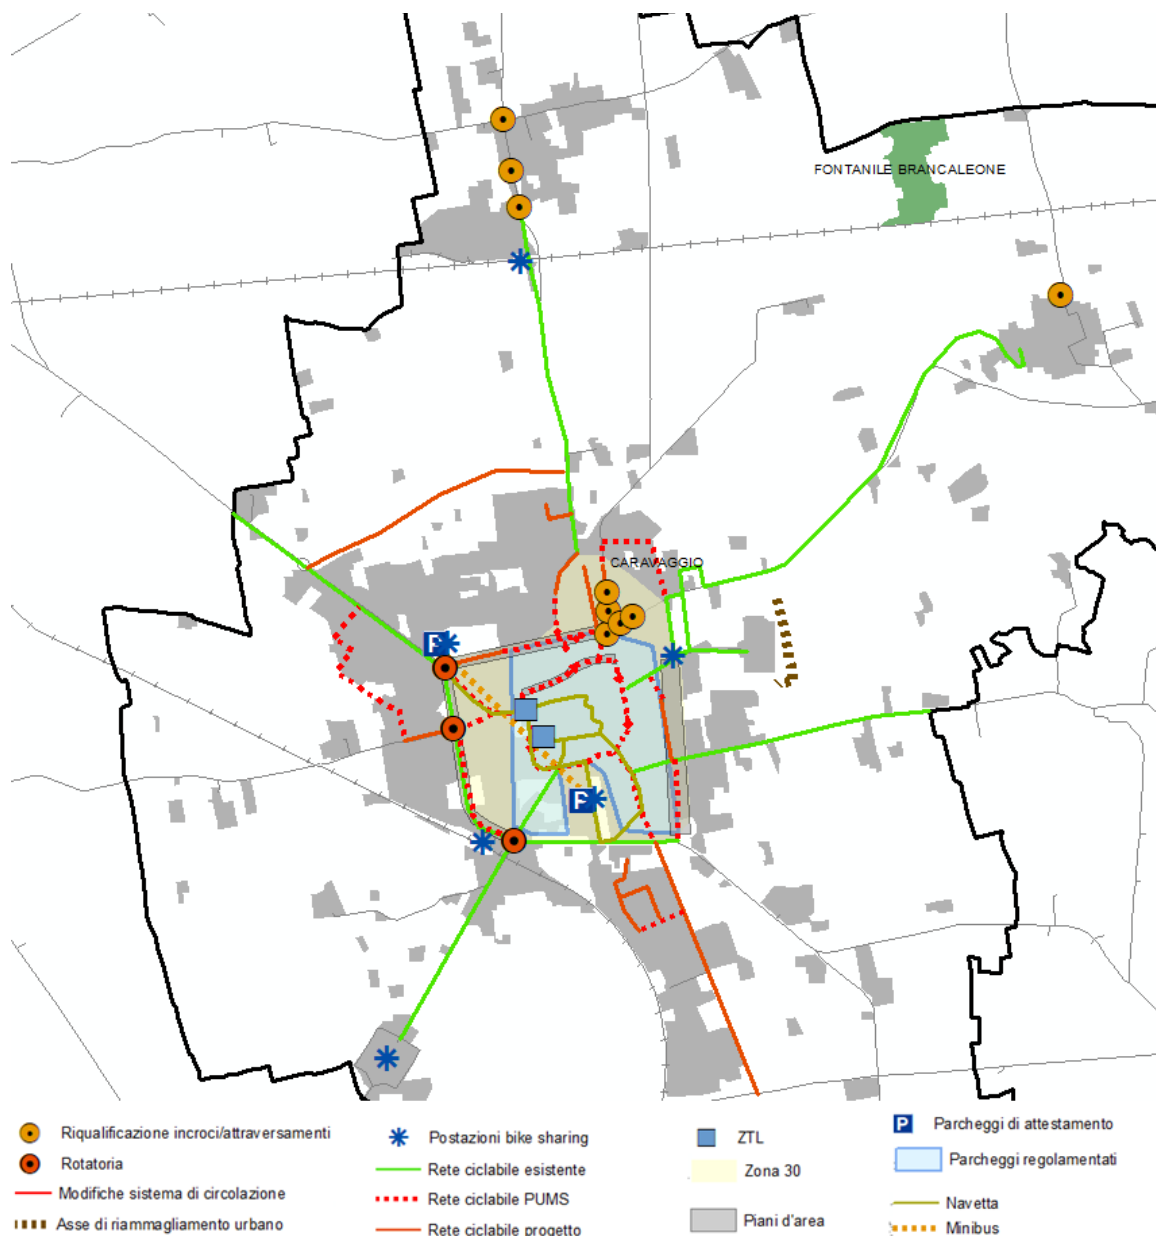 FONTANILE BRANCALEONE
CARAVAGGIO
P
P
Riqualificazione incroci/attraversamenti
Rotatoria
Modifiche sistema di circolazione
Asse di riammagliamento urbano
Postazioni bike sharing
Rete ciclabile esistente
Rete ciclabile PUMS
Rete ciclabile progetto
ZTL
Zona 30
Piani d'area
P Parcheggi di attestamento
Parcheggi regolamentati
Navetta
Minibus